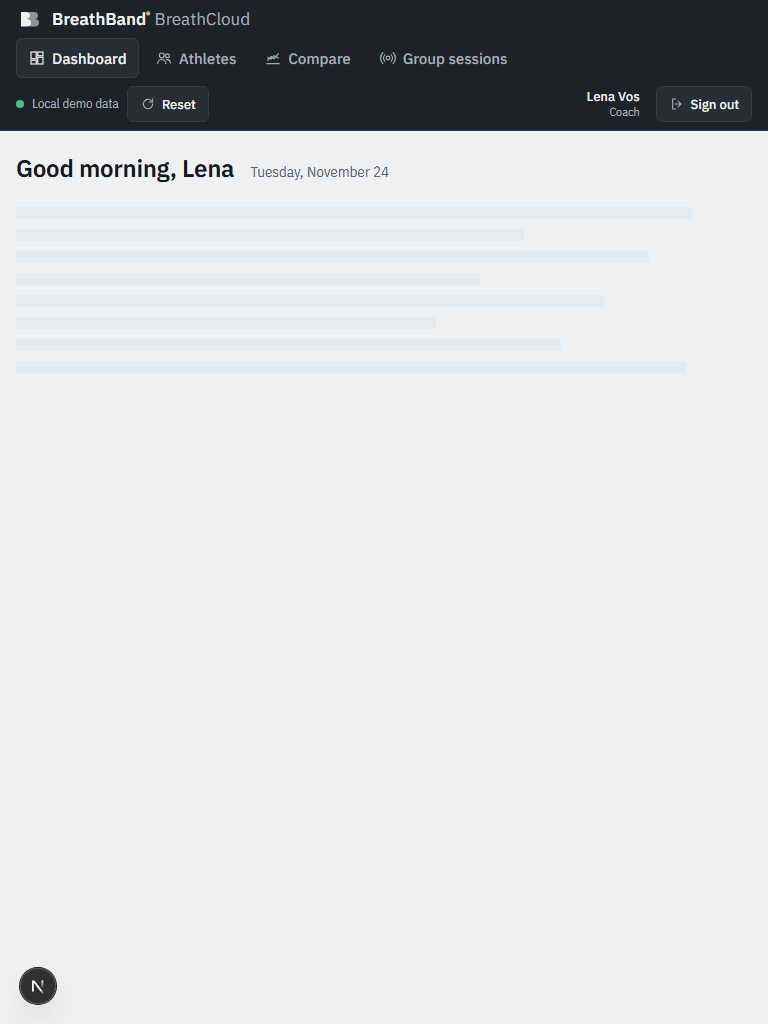 BreathBand® BreathCloud
Dashboard Athletes Compare Group sessions
Local demo data Reset Lena Vos Coach Sign out
Good morning, Lena Tuesday, November 24
N